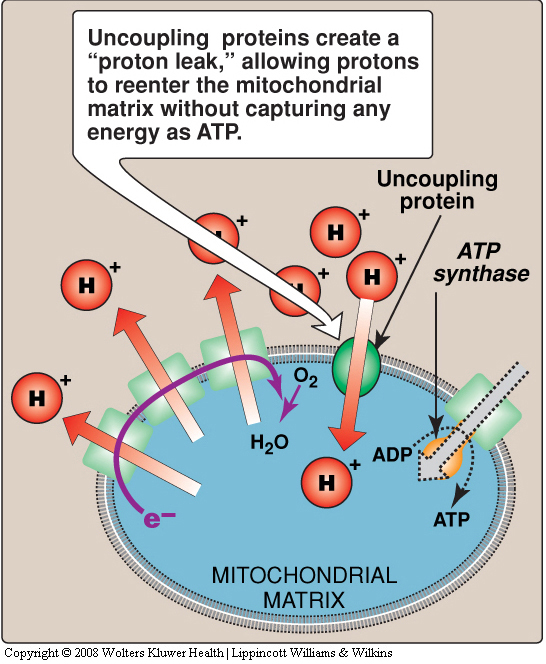 Uncoupling proteins create a
“proton leak,” allowing protons
to reenter the mitochondrial
matrix without capturing any
energy as ATP.
Uncoupling
protein
ATP
synthase
H+
H+
H+
H+
H+
H+
H+
O2
H2O
ADP
ATP
e–
MITOCHONDRIAL
MATRIX
Copyright © 2008 Wolters Kluwer Health | Lippincott Williams & Wilkins